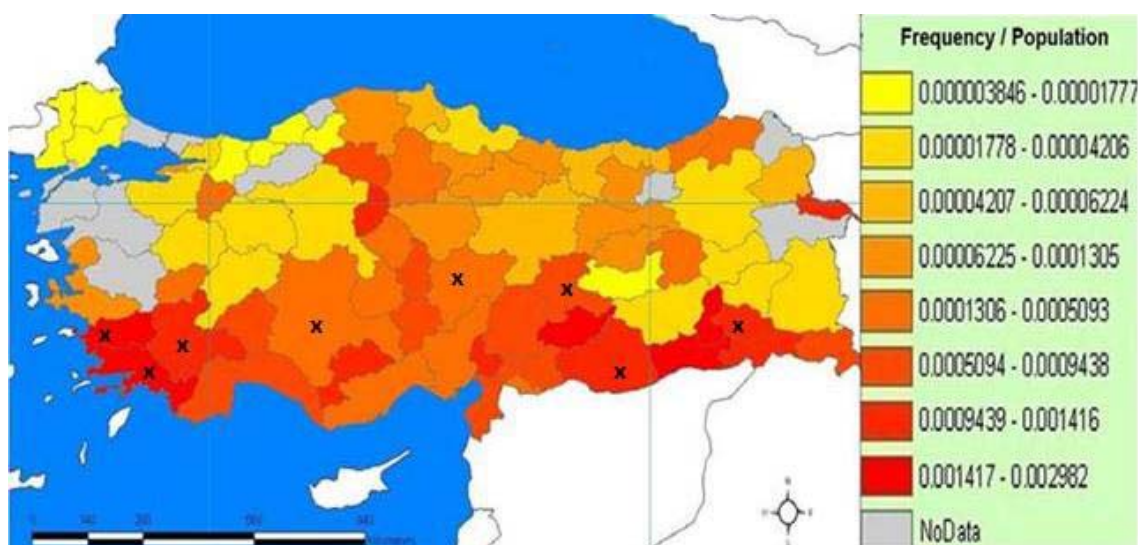 Frequency / Population
0.000003846 - 0.00001777
0.00001778 - 0.00004206
0.00004207 - 0.00006224
0.00006225 - 0.0001305
0.0001306 - 0.0005093
0.0005094 - 0.0009438
0.0009439 - 0.001416
0.001417 - 0.002982
NoData
x
x
x
x
x
x
x
x